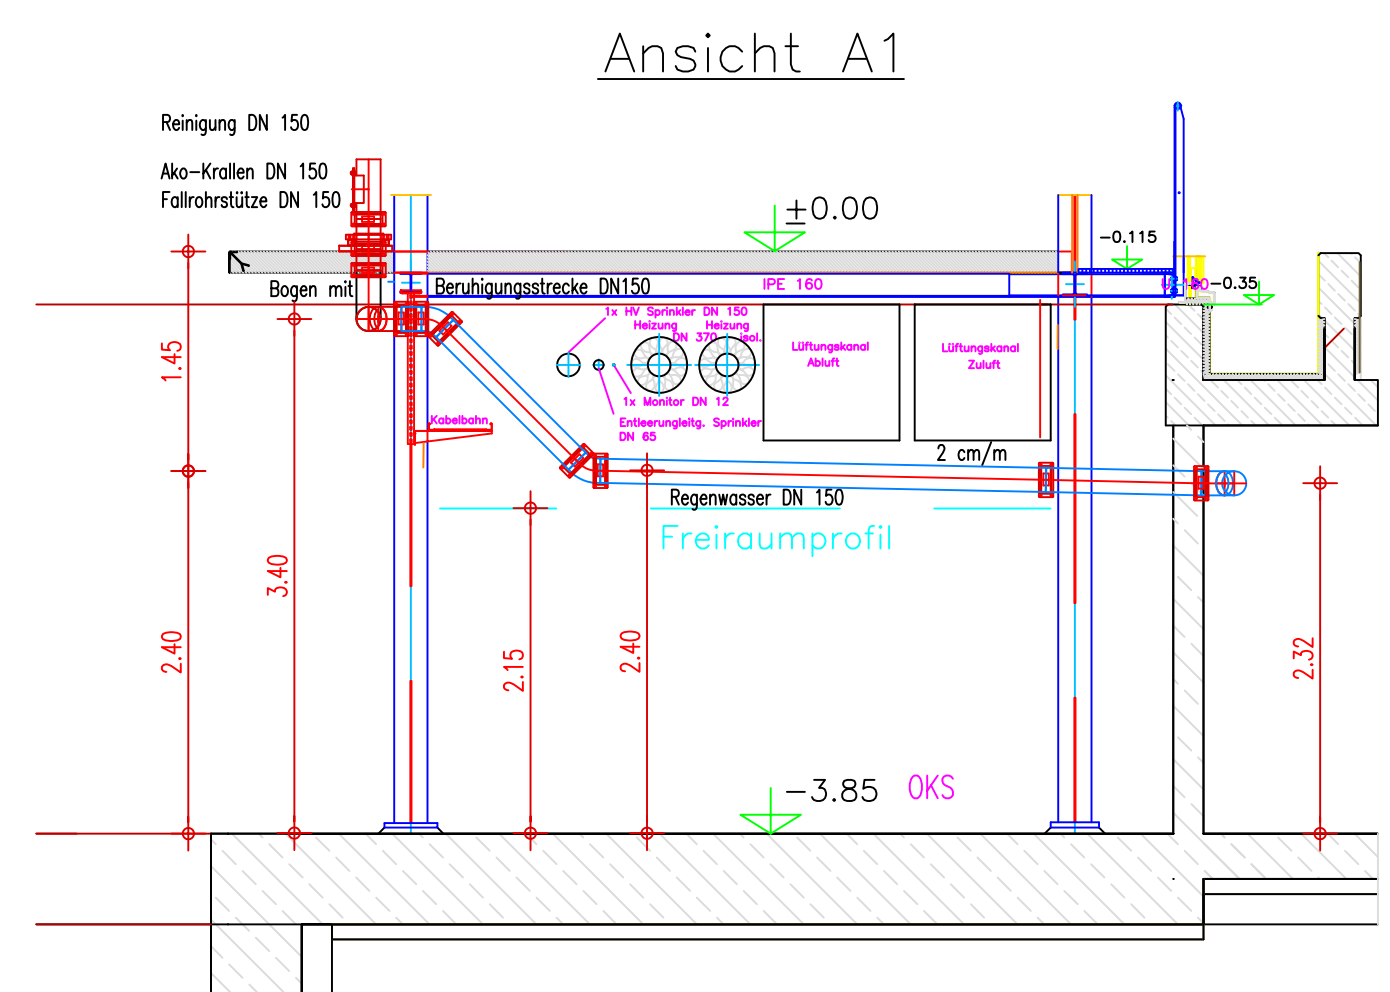 Ansicht A1
Reinigung DN 150
Ako-Krallen DN 150
Fallrohrstütze DN 150
±0.00
-0.115
-0.35
Bogen mit
Beruhigungsstrecke DN150
IPE 160
1x HV Sprinkler DN 150
Heizung
Heizung
DN 370
isol.
Lüftungskanal
Abluft
Lüftungskanal
Zuluft
1x Monitor DN 12
Kabelbahn
Entleerungleitg. Sprinkler
DN 65
2 cm/m
Regenwasser DN 150
Freiraumprofil
1.45
3.40
2.40
2.15
2.40
2.32
-3.85
OKS